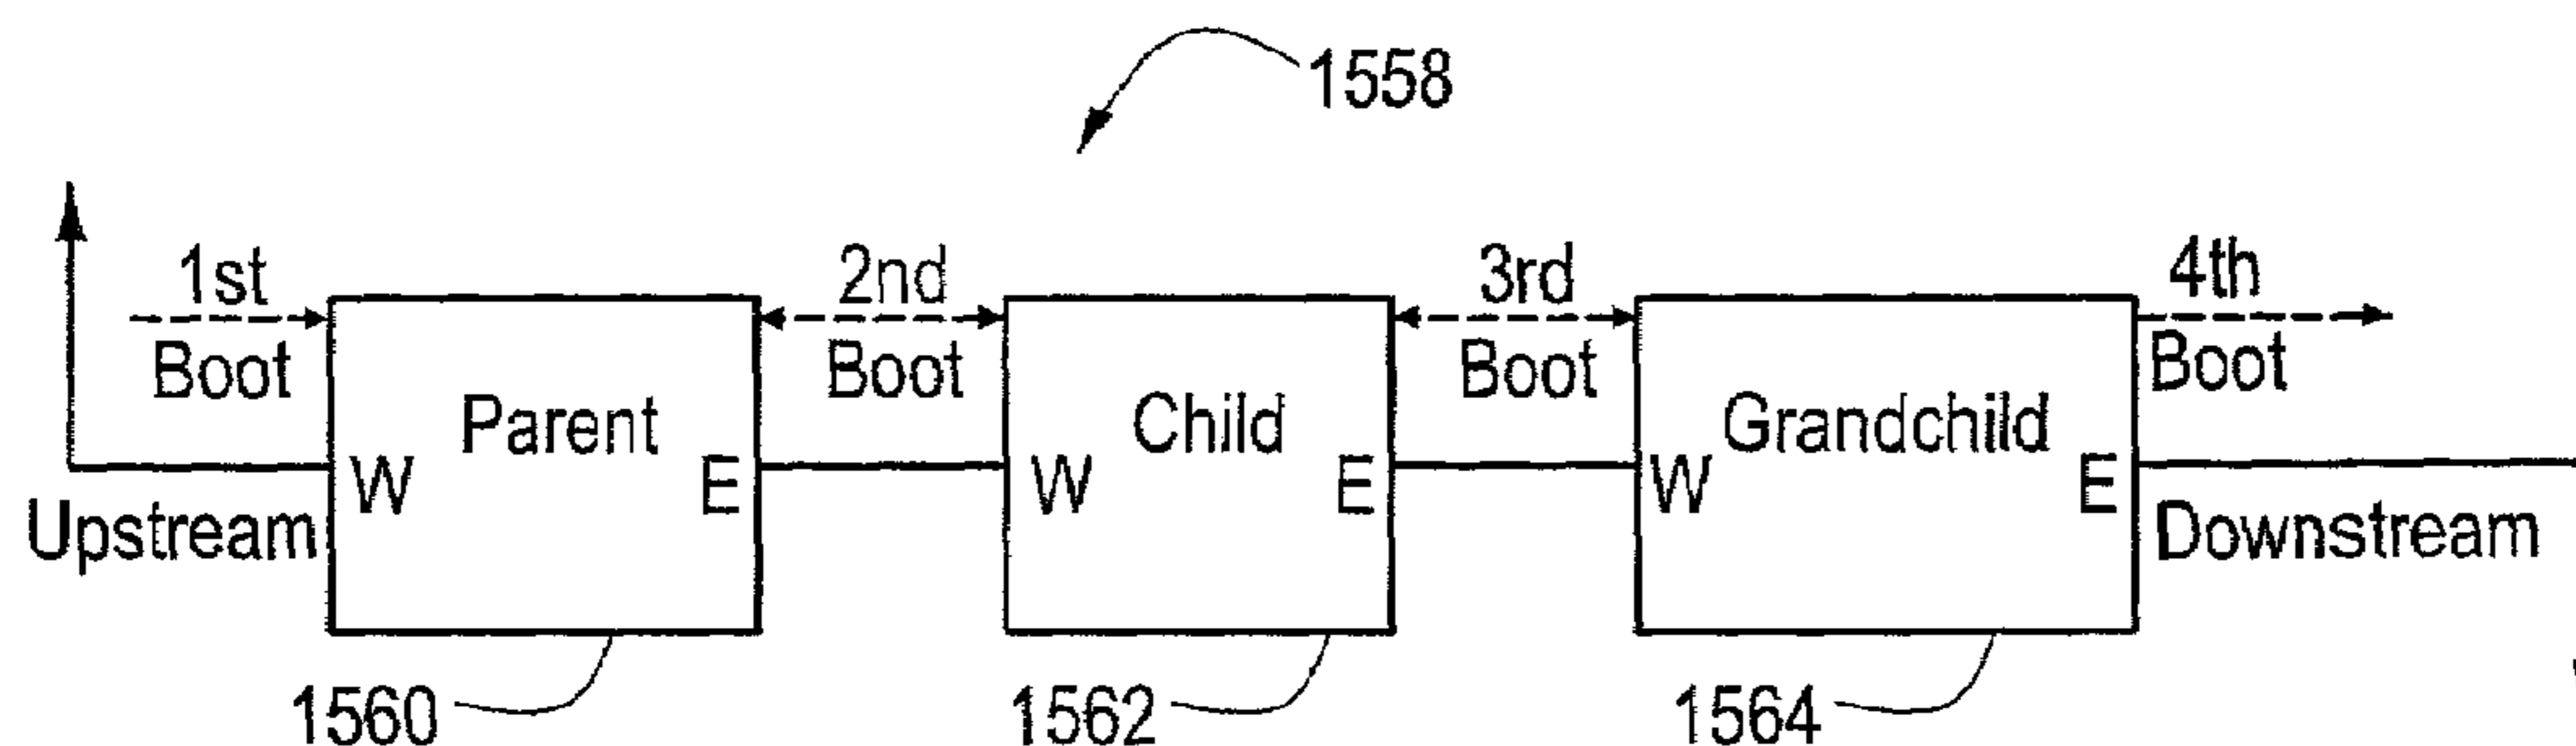 1558
1st
Boot
2nd
Boot
3rd
Boot
4th
Boot
Parent
Child
Grandchild
W
E
W
E
W
E
Upstream
Downstream
1560
1562
1564